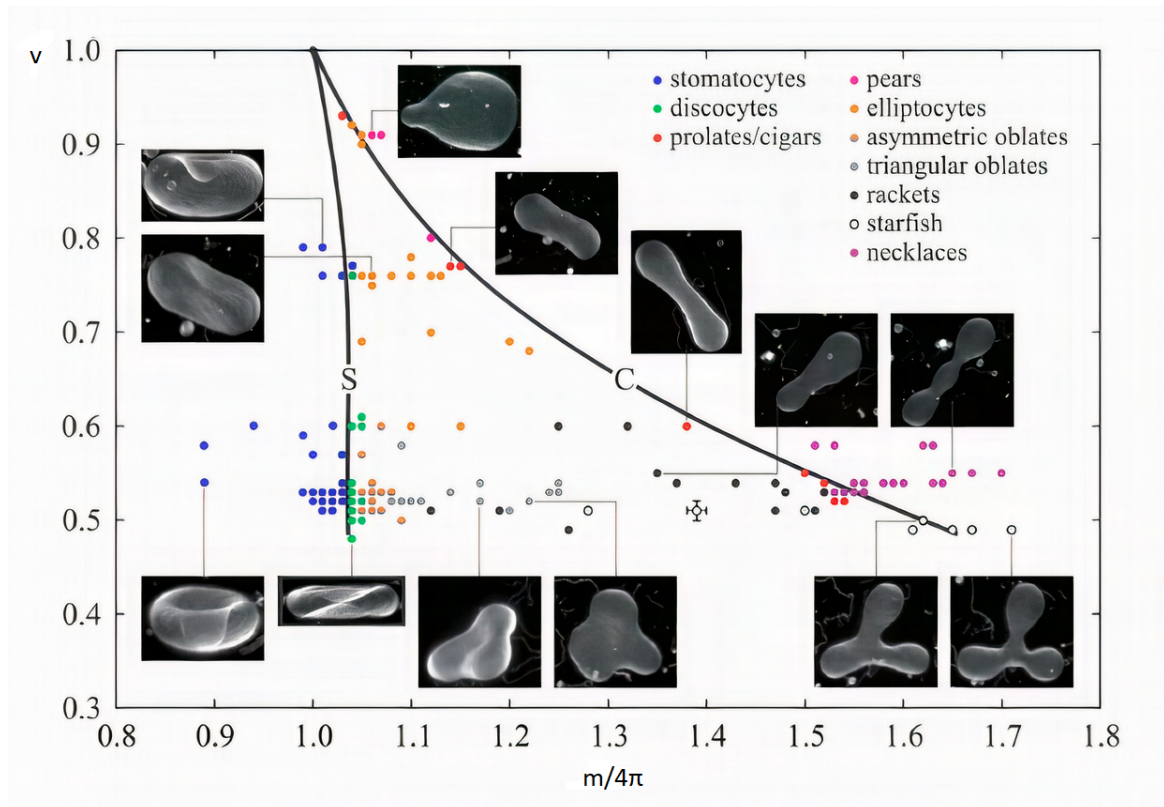 v
1.0
0.9
0.8
0.7
0.6
0.5
0.4
0.3
stomatocytes
discocytes
prolates/cigars
pears
elliptocytes
asymmetric oblates
triangular oblates
rackets
starfish
necklaces
S
C
0.8 0.9 1.0 1.1 1.2 1.3 1.4 1.5 1.6 1.7 1.8
m/4π